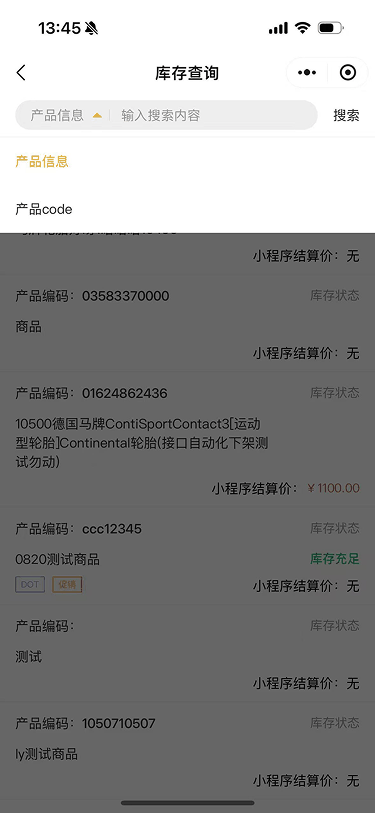 13:45
库存查询
产品信息 输入搜索内容 搜索
产品信息
产品code
小程序结算价：无
产品编码：03583370000 库存状态
商品
小程序结算价：无
产品编码：01624862436 库存状态
10500德国马牌ContiSportContact3[运动
型轮胎]Continental轮胎(接口自动化下架测
试勿动)
小程序结算价：￥1100.00
产品编码：ccc12345 库存状态
0820测试商品 库存充足
DOT 促销 小程序结算价：无
产品编码： 库存状态
测试
小程序结算价：无
产品编码：1050710507 库存状态
ly测试商品
小程序结算价：无